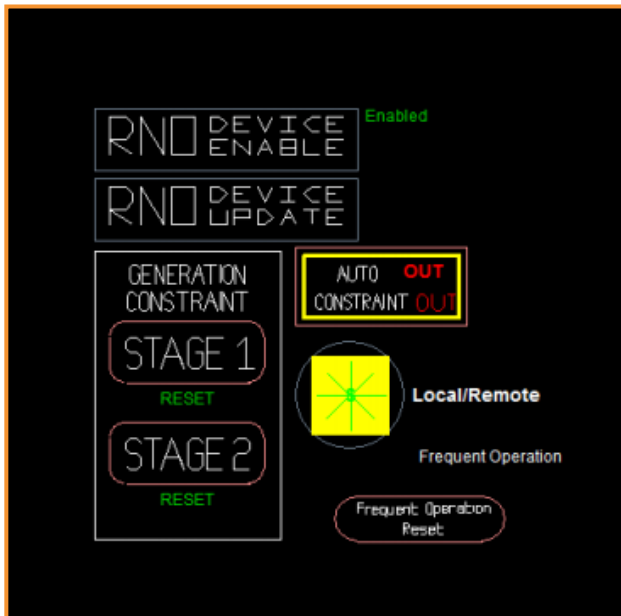 RNO DEVICE ENABLE
Enabled
RNO DEVICE UPDATE
GENERATION
CONSTRAINT
STAGE 1
RESET
STAGE 2
RESET
AUTO OUT
CONSTRAINT OUT
S
Local/Remote
Frequent Operation
Frequent Operation
Reset